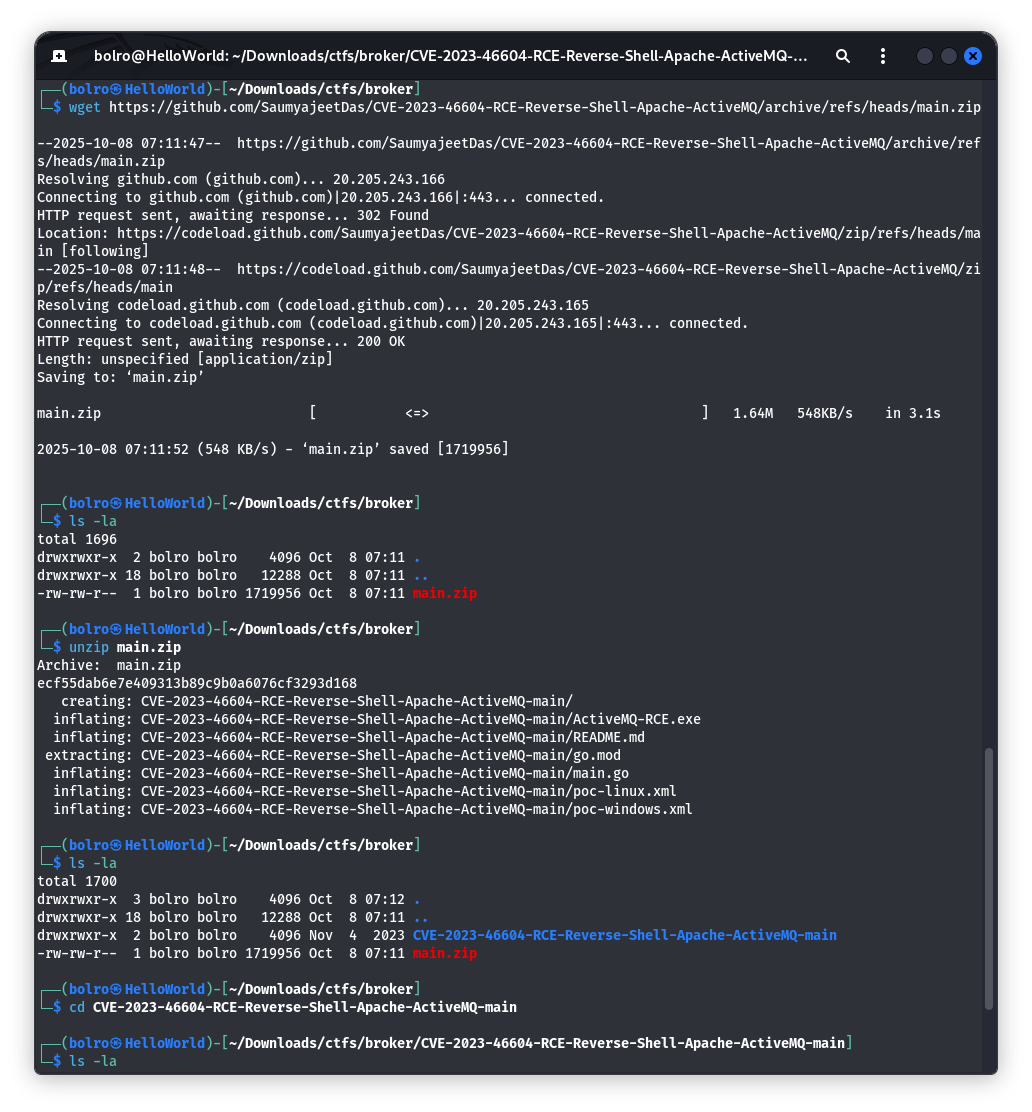 bolro@HelloWorld: ~/Downloads/ctfs/broker/CVE-2023-46604-RCE-Reverse-Shell-Apache-ActiveMQ-...
┌──(bolro㉿HelloWorld)-[~/Downloads/ctfs/broker]
└─$ wget https://github.com/SaumyajeetDas/CVE-2023-46604-RCE-Reverse-Shell-Apache-ActiveMQ/archive/refs/heads/main.zip
--2025-10-08 07:11:47--  https://github.com/SaumyajeetDas/CVE-2023-46604-RCE-Reverse-Shell-Apache-ActiveMQ/archive/ref
s/heads/main.zip
Resolving github.com (github.com)... 20.205.243.166
Connecting to github.com (github.com)|20.205.243.166|:443... connected.
HTTP request sent, awaiting response... 302 Found
Location: https://codeload.github.com/SaumyajeetDas/CVE-2023-46604-RCE-Reverse-Shell-Apache-ActiveMQ/zip/refs/heads/ma
in [following]
--2025-10-08 07:11:48--  https://codeload.github.com/SaumyajeetDas/CVE-2023-46604-RCE-Reverse-Shell-Apache-ActiveMQ/zi
p/refs/heads/main
Resolving codeload.github.com (codeload.github.com)... 20.205.243.165
Connecting to codeload.github.com (codeload.github.com)|20.205.243.165|:443... connected.
HTTP request sent, awaiting response... 200 OK
Length: unspecified [application/zip]
Saving to: ‘main.zip’
main.zip                          [           <=>                                  ]   1.64M   548KB/s    in 3.1s
2025-10-08 07:11:52 (548 KB/s) - ‘main.zip’ saved [1719956]
┌──(bolro㉿HelloWorld)-[~/Downloads/ctfs/broker]
└─$ ls -la
total 1696
drwxrwxr-x  2 bolro bolro    4096 Oct  8 07:11 .
drwxrwxr-x 18 bolro bolro   12288 Oct  8 07:11 ..
-rw-rw-r--  1 bolro bolro 1719956 Oct  8 07:11 main.zip
┌──(bolro㉿HelloWorld)-[~/Downloads/ctfs/broker]
└─$ unzip main.zip
Archive:  main.zip
ecf55dab6e7e409313b89c9b0a6076cf3293d168
   creating: CVE-2023-46604-RCE-Reverse-Shell-Apache-ActiveMQ-main/
  inflating: CVE-2023-46604-RCE-Reverse-Shell-Apache-ActiveMQ-main/ActiveMQ-RCE.exe
  inflating: CVE-2023-46604-RCE-Reverse-Shell-Apache-ActiveMQ-main/README.md
 extracting: CVE-2023-46604-RCE-Reverse-Shell-Apache-ActiveMQ-main/go.mod
  inflating: CVE-2023-46604-RCE-Reverse-Shell-Apache-ActiveMQ-main/main.go
  inflating: CVE-2023-46604-RCE-Reverse-Shell-Apache-ActiveMQ-main/poc-linux.xml
  inflating: CVE-2023-46604-RCE-Reverse-Shell-Apache-ActiveMQ-main/poc-windows.xml
┌──(bolro㉿HelloWorld)-[~/Downloads/ctfs/broker]
└─$ ls -la
total 1700
drwxrwxr-x  3 bolro bolro    4096 Oct  8 07:12 .
drwxrwxr-x 18 bolro bolro   12288 Oct  8 07:11 ..
drwxrwxr-x  2 bolro bolro    4096 Nov  4  2023 CVE-2023-46604-RCE-Reverse-Shell-Apache-ActiveMQ-main
-rw-rw-r--  1 bolro bolro 1719956 Oct  8 07:11 main.zip
┌──(bolro㉿HelloWorld)-[~/Downloads/ctfs/broker]
└─$ cd CVE-2023-46604-RCE-Reverse-Shell-Apache-ActiveMQ-main
┌──(bolro㉿HelloWorld)-[~/Downloads/ctfs/broker/CVE-2023-46604-RCE-Reverse-Shell-Apache-ActiveMQ-main]
└─$ ls -la